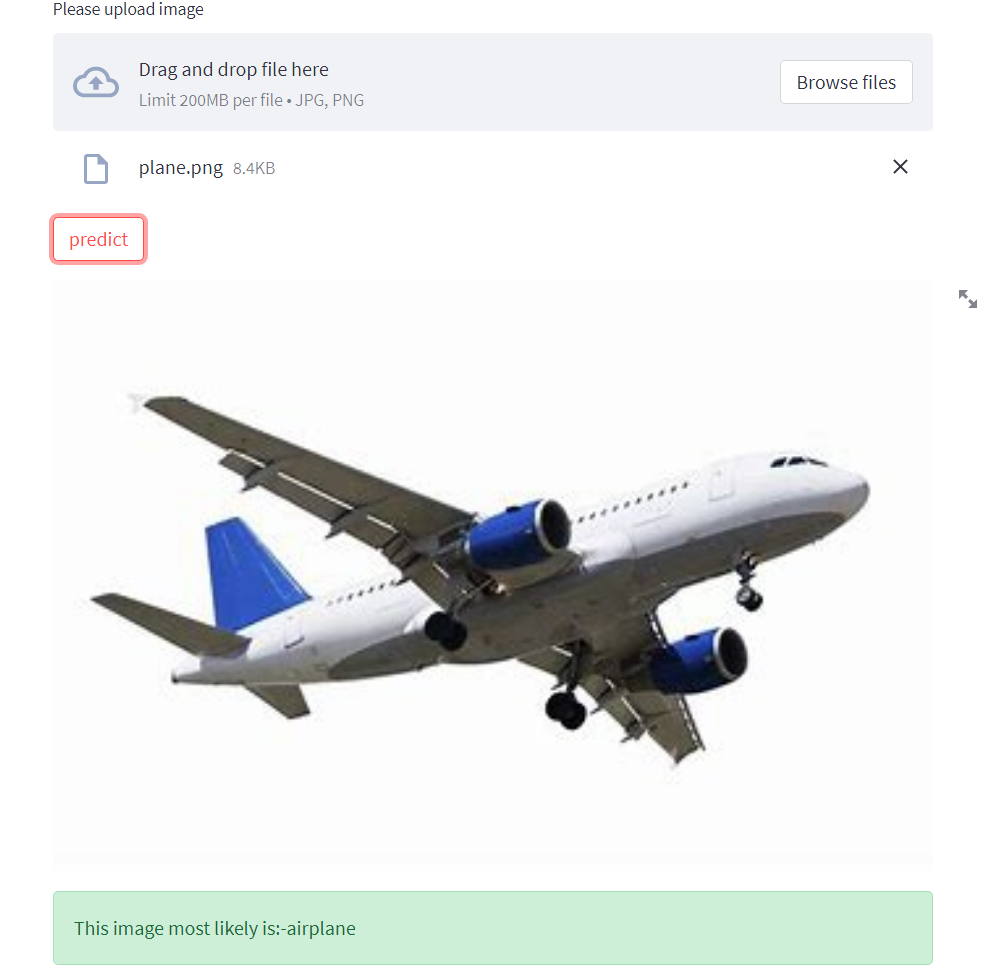 Please upload image
Drag and drop file here
Limit 200MB per file • JPG, PNG
Browse files
plane.png 8.4KB
predict
This image most likely is:-airplane